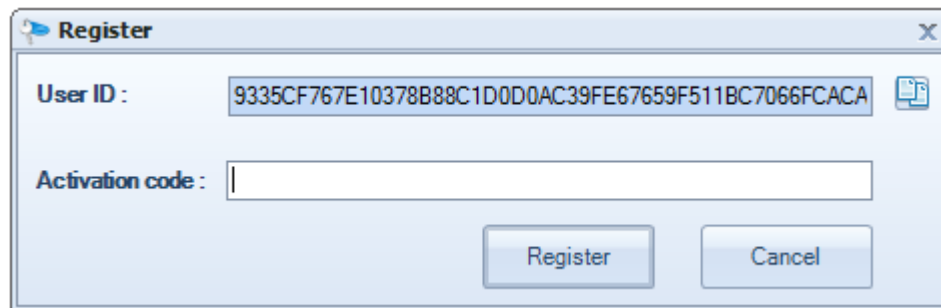 Register
User ID :
9335CF767E10378B88C1D0D0AC39FE67659F511BC7066FCACA
Activation code :
Register
Cancel